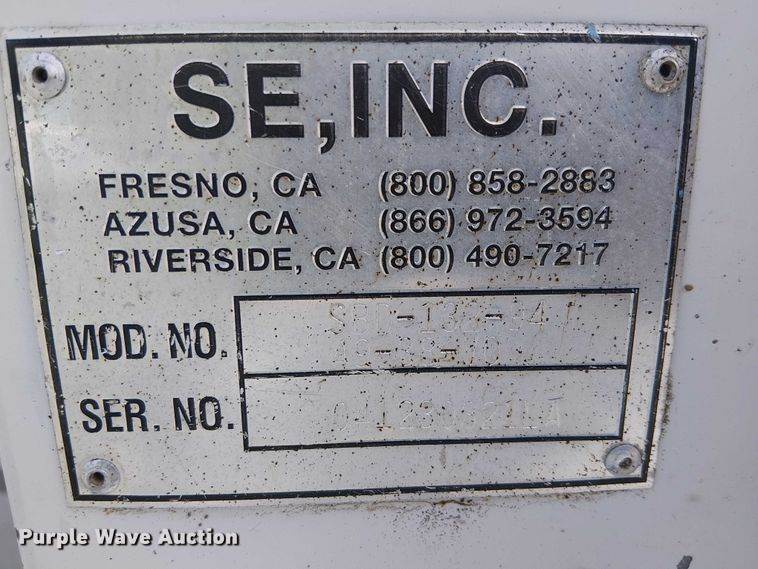 SE,INC.
FRESNO, CA (800) 858-2883
AZUSA, CA (866) 972-3594
RIVERSIDE, CA (800) 490-7217
MOD. NO.
SER. NO.
Purple Wave Auction